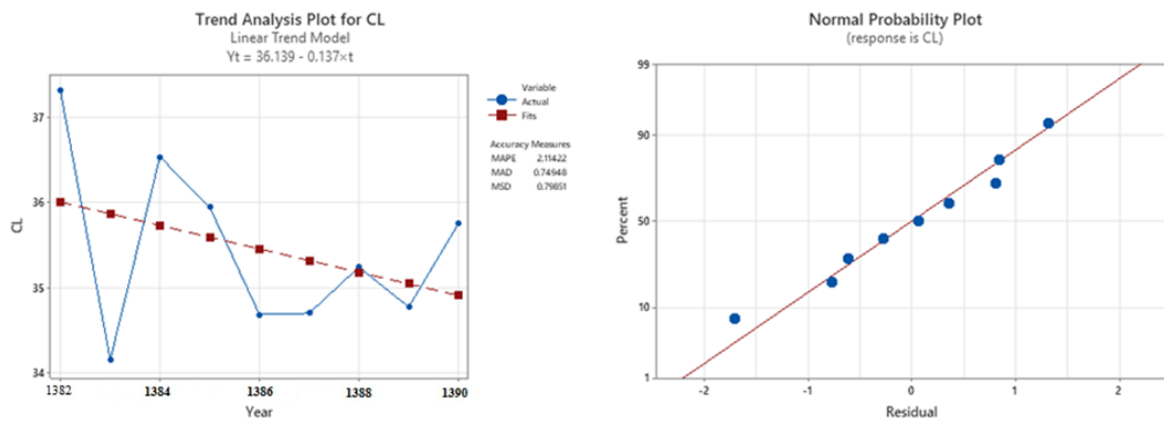 Trend Analysis Plot for CL
Linear Trend Model
Yt = 36.139 - 0.137×t
CL
37
36
35
34
1382
1384
1386
1388
1390
Year
Variable
Actual
Fits
Accuracy Measures
MAPE 2.11422
MAD 0.74948
MSD 0.79851
Normal Probability Plot
(response is CL)
Percent
99
90
50
10
1
-2
-1
0
1
2
Residual